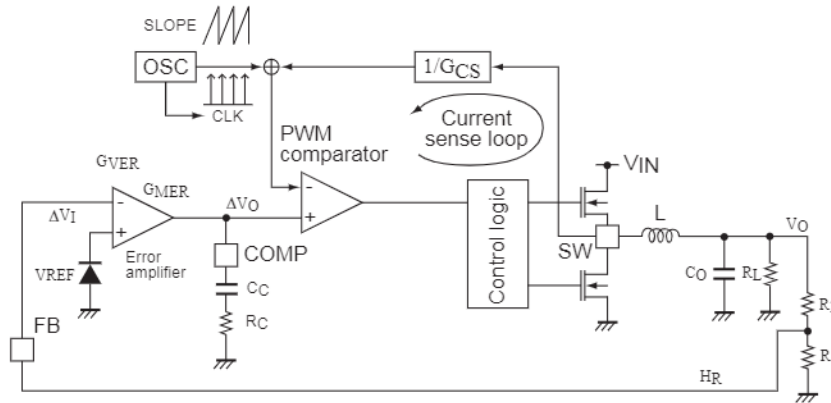 SLOPE
OSC
CLK
1/GCS
Current
sense loop
PWM
comparator
GVER
GMER
VIN
ΔVI
ΔVO
-
+
-
+
Error
amplifier
VREF
COMP
CC
RC
FB
Control logic
SW
L
VO
CO
RL
R
R
HR